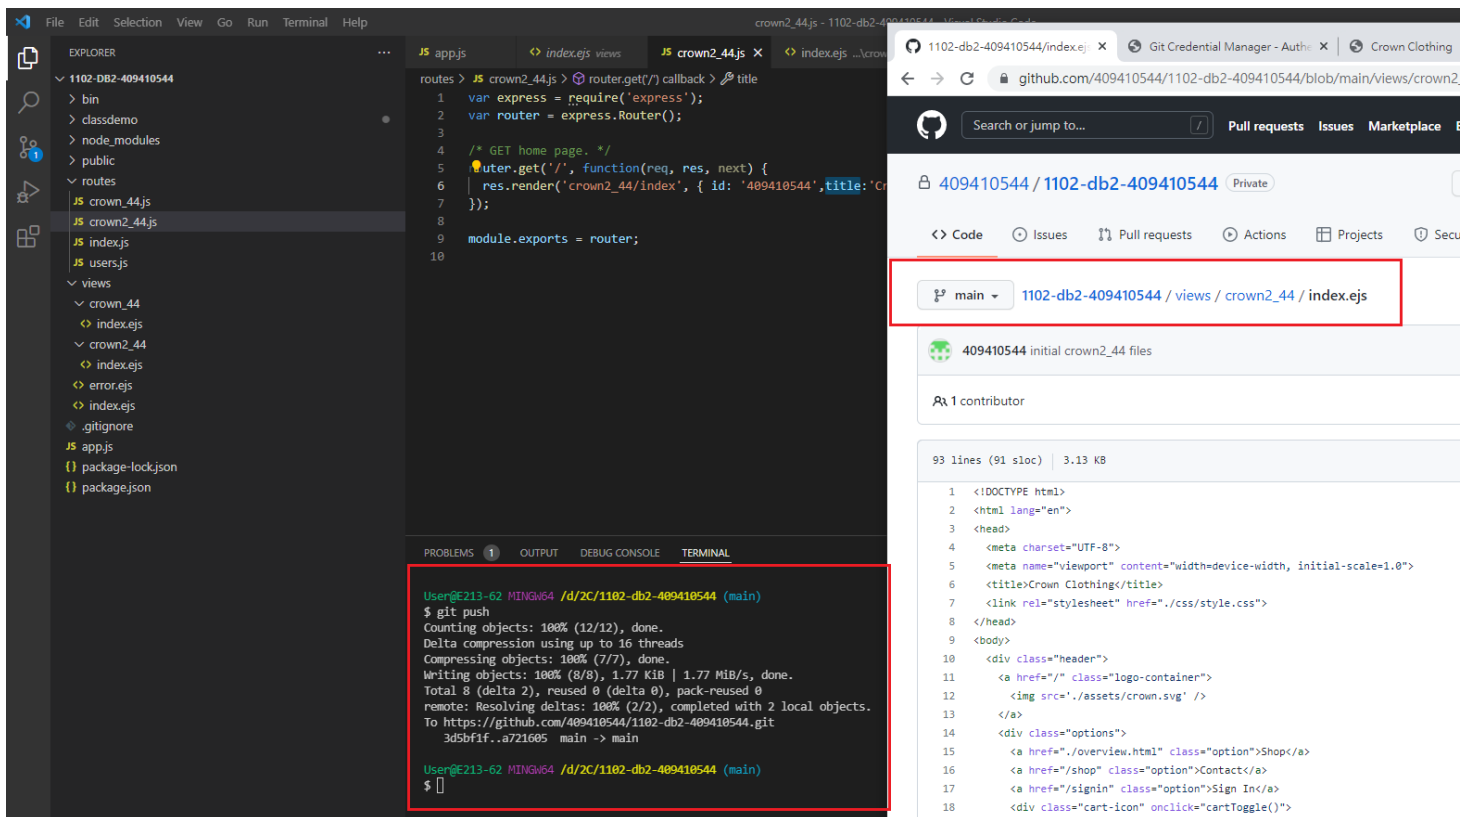 File Edit Selection View Go Run Terminal Help
crown2_44.js - 1102-db2-409410544 - Visual Studio Code
EXPLORER
1102-DB2-409410544
bin
classdemo
node_modules
public
routes
JS crown_44.js
JS crown2_44.js
JS index.js
JS users.js
views
crown_44
<> index.ejs
crown2_44
<> index.ejs
<> error.ejs
<> index.ejs
.gitignore
JS app.js
{} package-lock.json
{} package.json
JS app.js
<> index.ejs views
JS crown2_44.js
<> index.ejs ...\crow
routes > JS crown2_44.js > router.get('/') callback > title
1 var express = require('express');
2 var router = express.Router();
3
4 /* GET home page. */
5 router.get('/', function(req, res, next) {
6 res.render('crown2_44/index', { id: '409410544',title:'Cr
7 });
8
9 module.exports = router;
10
PROBLEMS 1 OUTPUT DEBUG CONSOLE TERMINAL
User@E213-62 MINGW64 /d/2C/1102-db2-409410544 (main)
$ git push
Counting objects: 100% (12/12), done.
Delta compression using up to 16 threads
Compressing objects: 100% (7/7), done.
Writing objects: 100% (8/8), 1.77 KiB | 1.77 MiB/s, done.
Total 8 (delta 2), reused 0 (delta 0), pack-reused 0
remote: Resolving deltas: 100% (2/2), completed with 2 local objects.
To https://github.com/409410544/1102-db2-409410544.git
3d5bf1f..a721605 main -> main
User@E213-62 MINGW64 /d/2C/1102-db2-409410544 (main)
$
1102-db2-409410544/index.ej
Git Credential Manager - Authe
Crown Clothing
github.com/409410544/1102-db2-409410544/blob/main/views/crown2_
Search or jump to... / Pull requests Issues Marketplace E
409410544 / 1102-db2-409410544 Private
<> Code Issues Pull requests Actions Projects Secu
main 1102-db2-409410544 / views / crown2_44 / index.ejs
409410544 initial crown2_44 files
1 contributor
93 lines (91 sloc) 3.13 KB
1 <!DOCTYPE html>
2 <html lang="en">
3 <head>
4 <meta charset="UTF-8">
5 <meta name="viewport" content="width=device-width, initial-scale=1.0">
6 <title>Crown Clothing</title>
7 <link rel="stylesheet" href="./css/style.css">
8 </head>
9 <body>
10 <div class="header">
11 <a href="/" class="logo-container">
12 <img src='./assets/crown.svg' />
13 </a>
14 <div class="options">
15 <a href="./overview.html" class="option">Shop</a>
16 <a href="/shop" class="option">Contact</a>
17 <a href="/signin" class="option">Sign In</a>
18 <div class="cart-icon" onclick="cartToggle()">